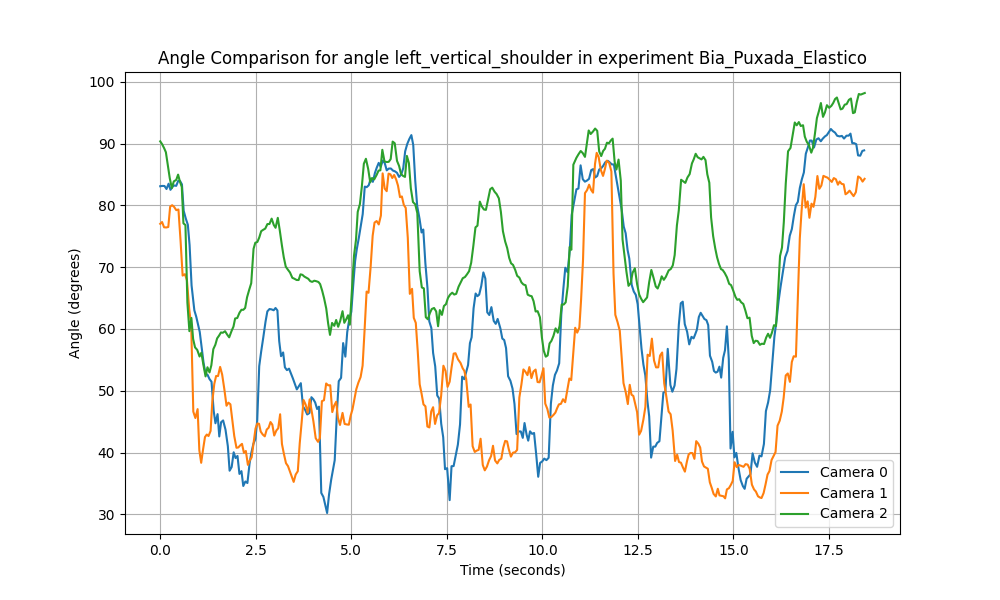 Angle Comparison for angle left_vertical_shoulder in experiment Bia_Puxada_Elastico
100
90
80
70
60
50
40
30
Angle (degrees)
0.0 2.5 5.0 7.5 10.0 12.5 15.0 17.5
Time (seconds)
Camera 0
Camera 1
Camera 2